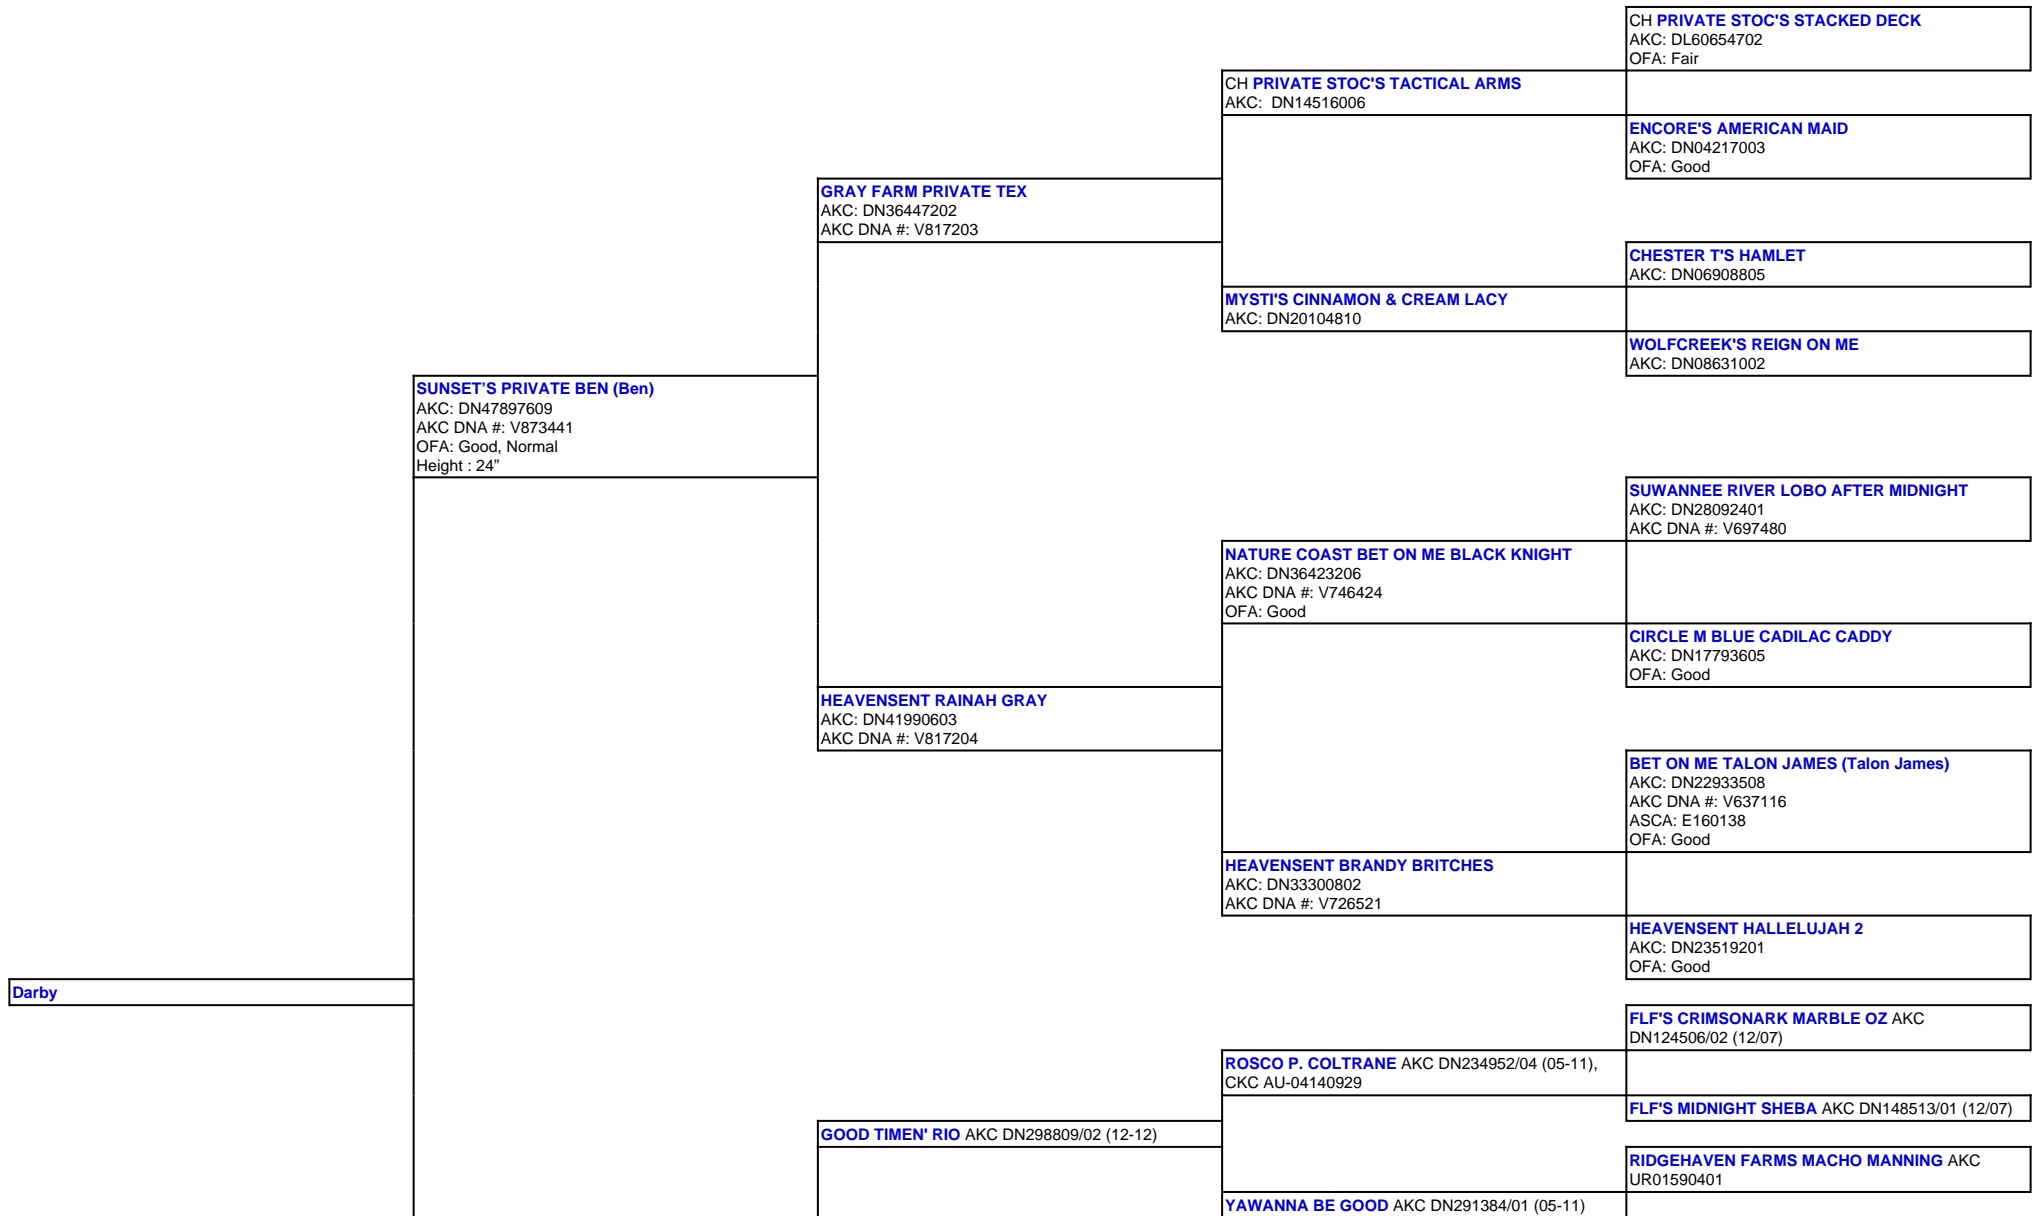 CH PRIVATE STOC'S STACKED DECK
AKC: DL60654702
OFA: Fair
CH PRIVATE STOC'S TACTICAL ARMS
AKC: DN14516006
ENCORE'S AMERICAN MAID
AKC: DN04217003
OFA: Good
GRAY FARM PRIVATE TEX
AKC: DN36447202
AKC DNA #: V817203
CHESTER T'S HAMLET
AKC: DN06908805
MYSTI'S CINNAMON & CREAM LACY
AKC: DN20104810
WOLFCREEK'S REIGN ON ME
AKC: DN08631002
SUNSET’S PRIVATE BEN (Ben)
AKC: DN47897609
AKC DNA #: V873441
OFA: Good, Normal
Height : 24”
SUWANNEE RIVER LOBO AFTER MIDNIGHT
AKC: DN28092401
AKC DNA #: V697480
NATURE COAST BET ON ME BLACK KNIGHT
AKC: DN36423206
AKC DNA #: V746424
OFA: Good
CIRCLE M BLUE CADILAC CADDY
AKC: DN17793605
OFA: Good
HEAVENSENT RAINAH GRAY
AKC: DN41990603
AKC DNA #: V817204
BET ON ME TALON JAMES (Talon James)
AKC: DN22933508
AKC DNA #: V637116
ASCA: E160138
OFA: Good
HEAVENSENT BRANDY BRITCHES
AKC: DN33300802
AKC DNA #: V726521
HEAVENSENT HALLELUJAH 2
AKC: DN23519201
OFA: Good
Darby
FLF'S CRIMSONARK MARBLE OZ AKC
DN124506/02 (12/07)
ROSCO P. COLTRANE AKC DN234952/04 (05-11),
CKC AU-04140929
FLF'S MIDNIGHT SHEBA AKC DN148513/01 (12/07)
GOOD TIMEN' RIO AKC DN298809/02 (12-12)
RIDGEHAVEN FARMS MACHO MANNING AKC
UR01590401
YAWANNA BE GOOD AKC DN291384/01 (05-11)